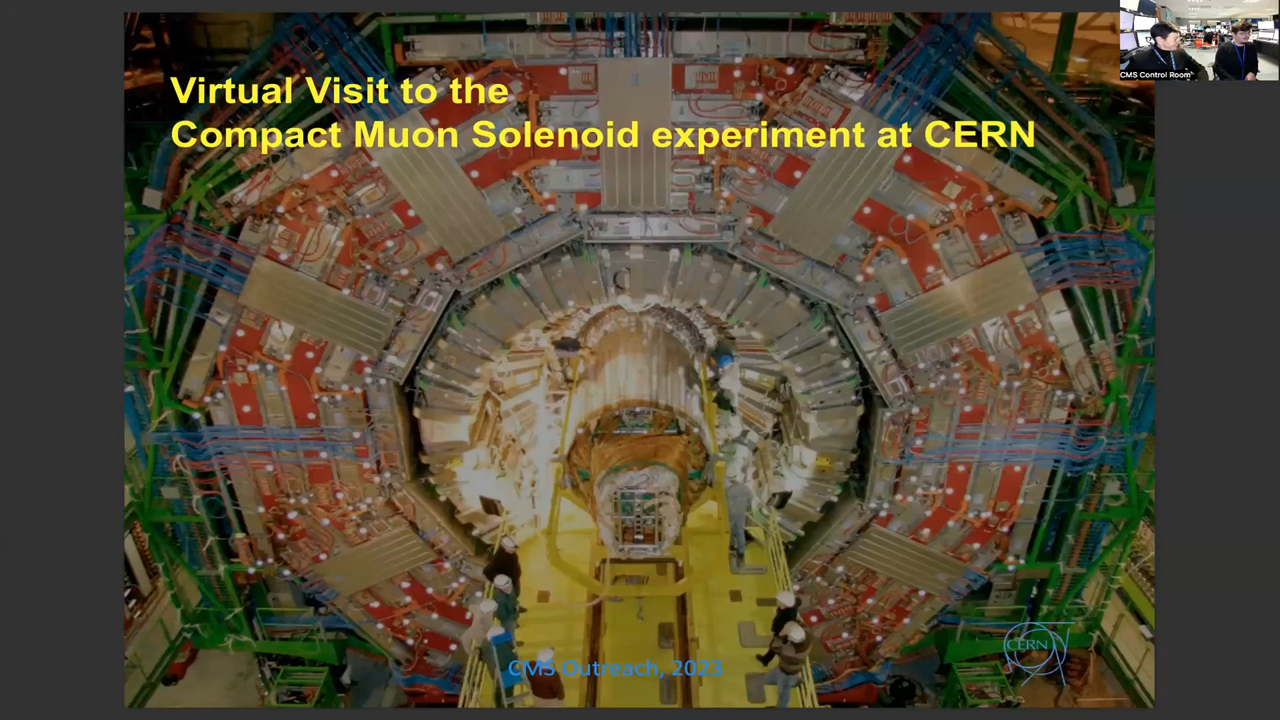 Virtual Visit to the
Compact Muon Solenoid experiment at CERN
CMS Control Room
CERN
CMS Outreach, 2023